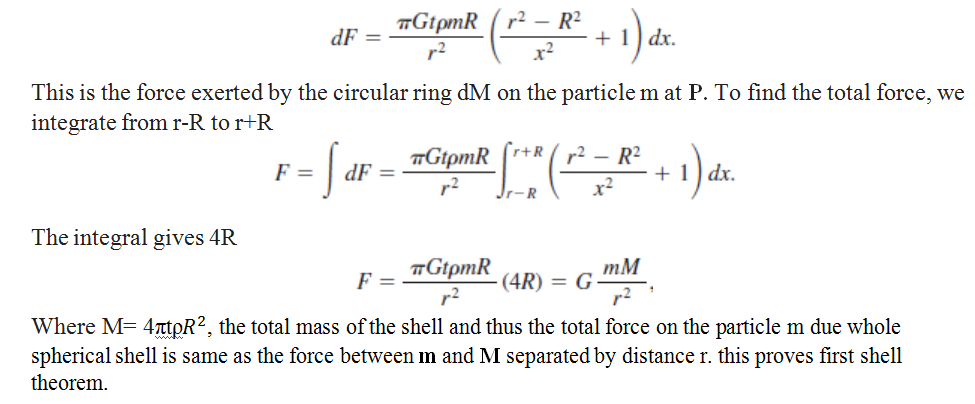 dF = πGtρmR/r² ( (r² − R²)/x² + 1 ) dx.
This is the force exerted by the circular ring dM on the particle m at P. To find the total force, we
integrate from r-R to r+R
F = ∫ dF = πGtρmR/r² ∫_{r−R}^{r+R} ( (r² − R²)/x² + 1 ) dx.
The integral gives 4R
F = πGtρmR/r² (4R) = G mM/r²,
Where M= 4πtρR², the total mass of the shell and thus the total force on the particle m due whole
spherical shell is same as the force between m and M separated by distance r. this proves first shell
theorem.